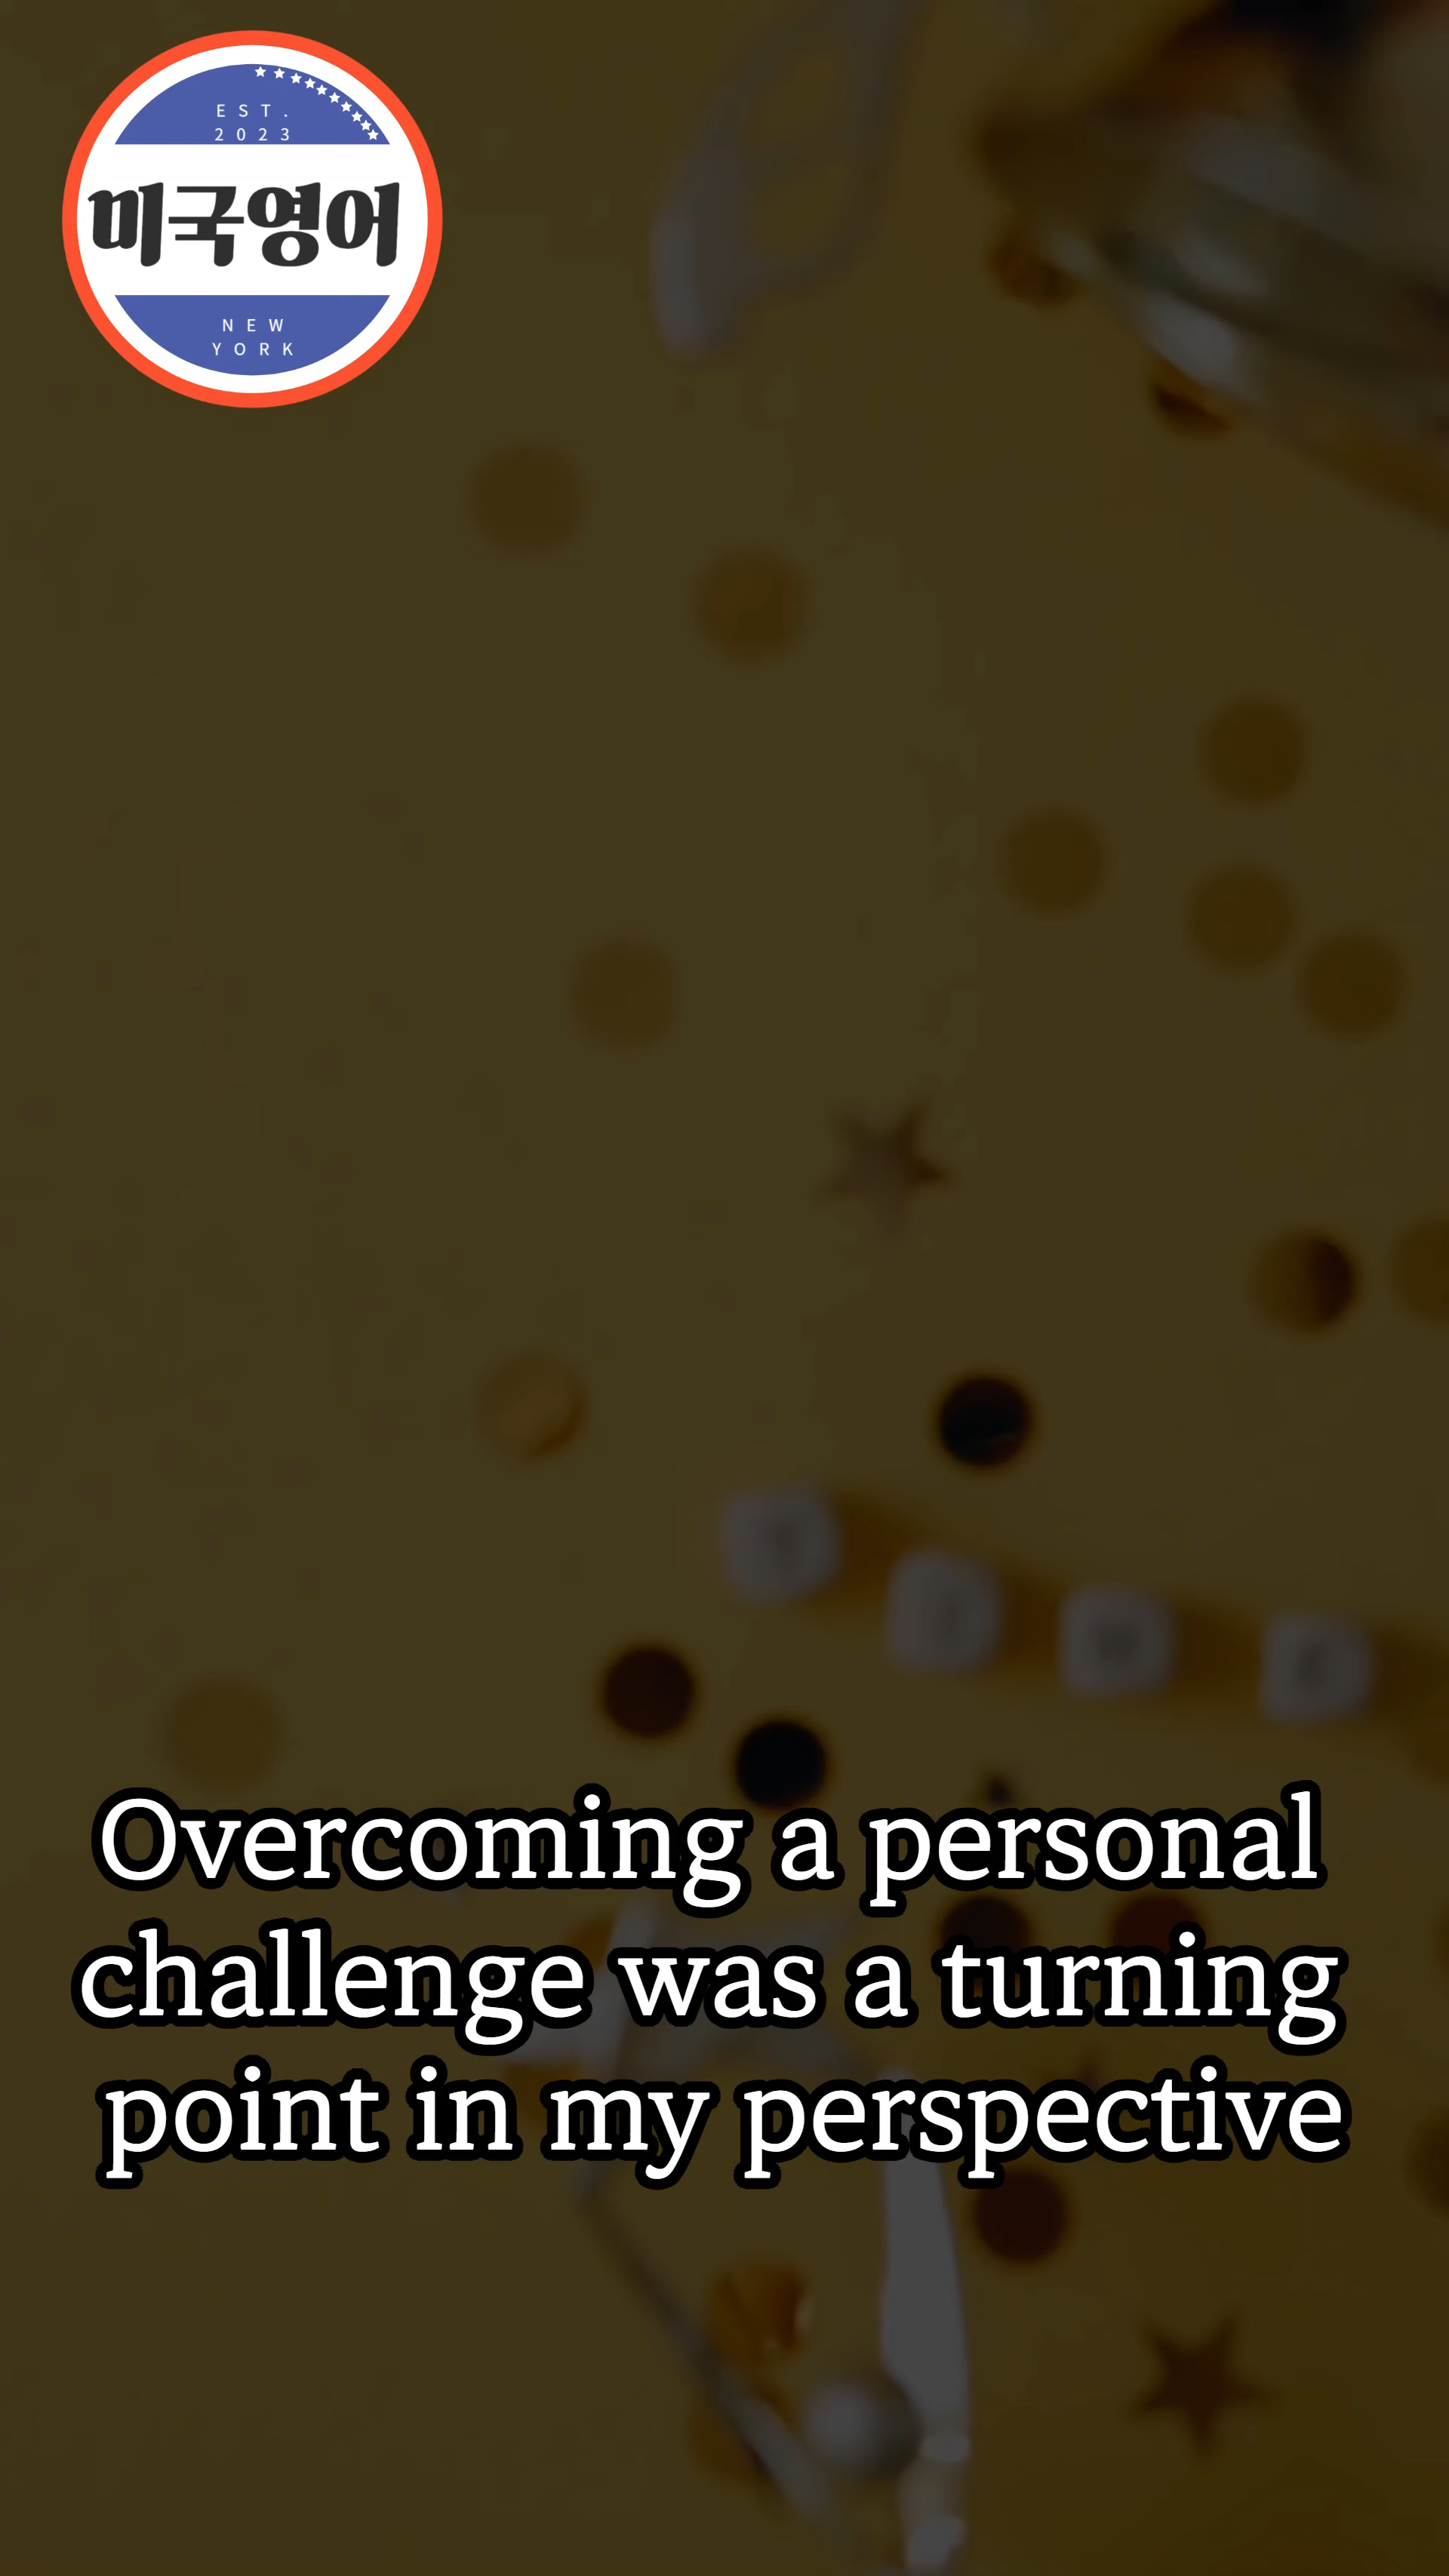 EST.
2023
미국영어
NEW
YORK
Overcoming a personal
challenge was a turning
point in my perspective